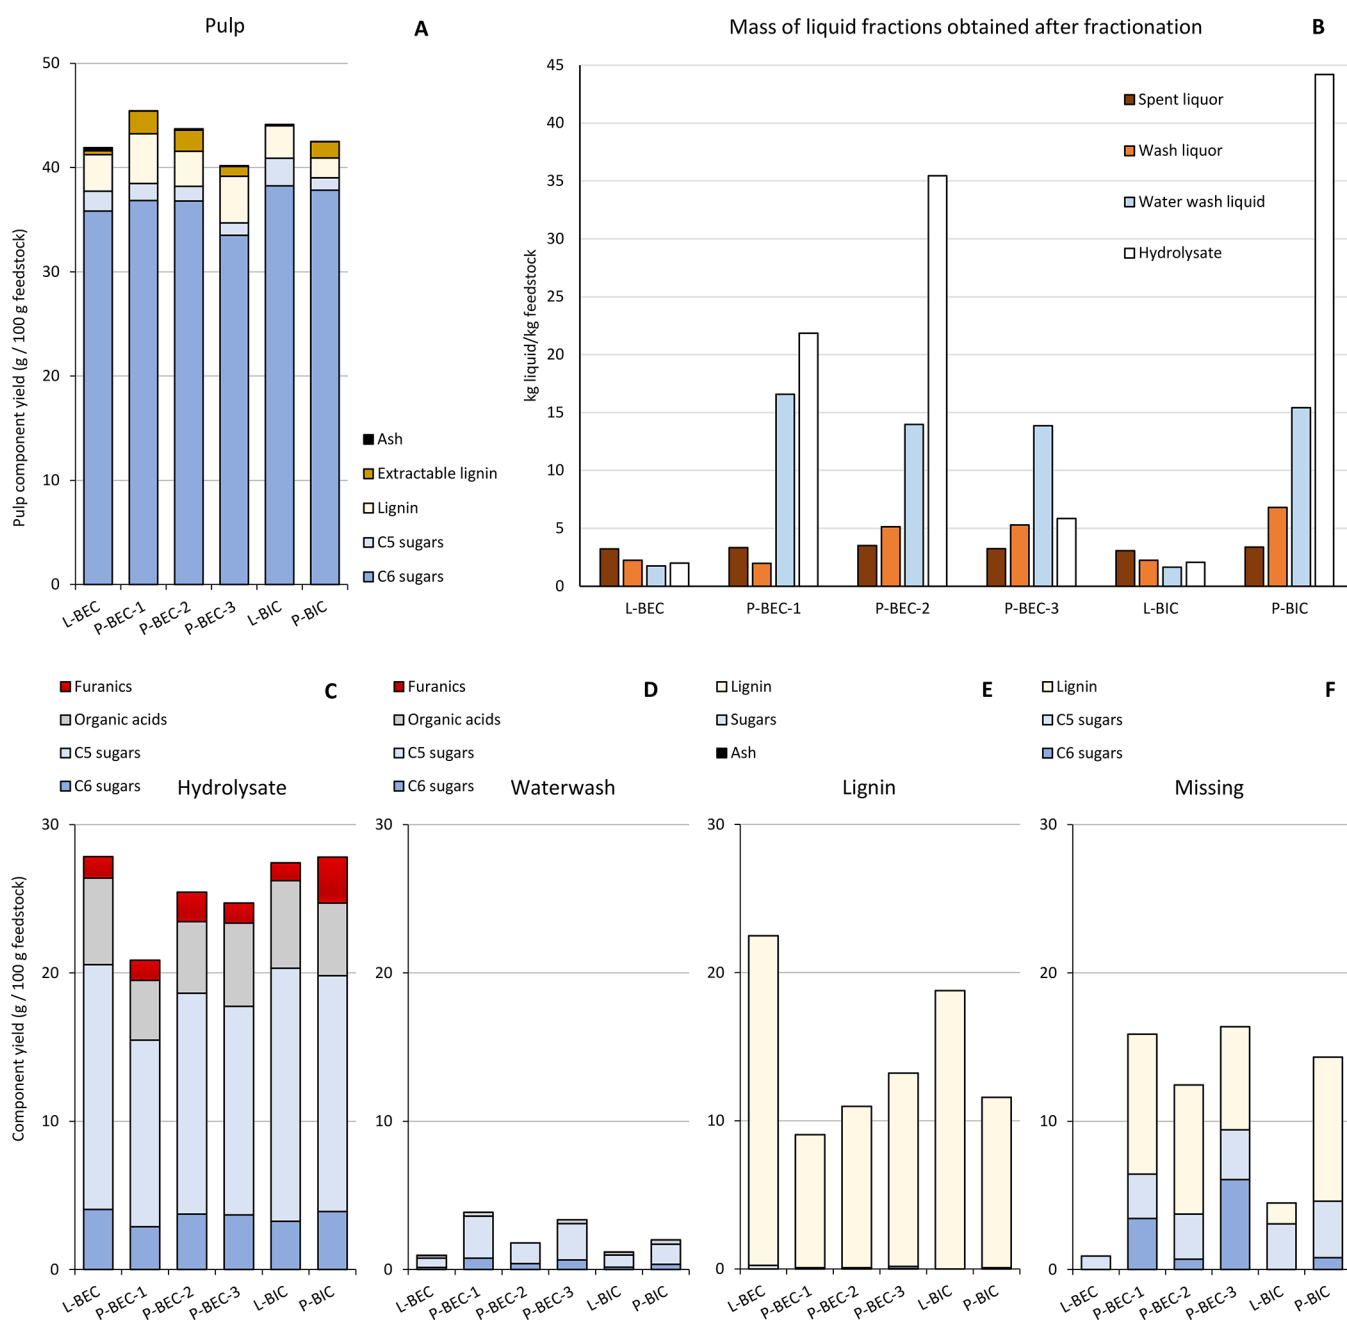 Pulp
A
Pulp component yield (g / 100 g feedstock)
50
40
30
20
10
0
L-BEC
P-BEC-1
P-BEC-2
P-BEC-3
L-BIC
P-BIC
Ash
Extractable lignin
Lignin
C5 sugars
C6 sugars
Mass of liquid fractions obtained after fractionation
B
kg liquid/kg feedstock
45
40
35
30
25
20
15
10
5
0
L-BEC
P-BEC-1
P-BEC-2
P-BEC-3
L-BIC
P-BIC
Spent liquor
Wash liquor
Water wash liquid
Hydrolysate
Furanics
Organic acids
C5 sugars
C6 sugars
C
Hydrolysate
Component yield (g / 100 g feedstock)
30
20
10
0
L-BEC
P-BEC-1
P-BEC-2
P-BEC-3
L-BIC
P-BIC
Furanics
Organic acids
C5 sugars
C6 sugars
D
Waterwash
30
20
10
0
L-BEC
P-BEC-1
P-BEC-2
P-BEC-3
L-BIC
P-BIC
Lignin
Sugars
Ash
E
Lignin
30
20
10
0
L-BEC
P-BEC-1
P-BEC-2
P-BEC-3
L-BIC
P-BIC
Lignin
C5 sugars
C6 sugars
F
Missing
30
20
10
0
L-BEC
P-BEC-1
P-BEC-2
P-BEC-3
L-BIC
P-BIC